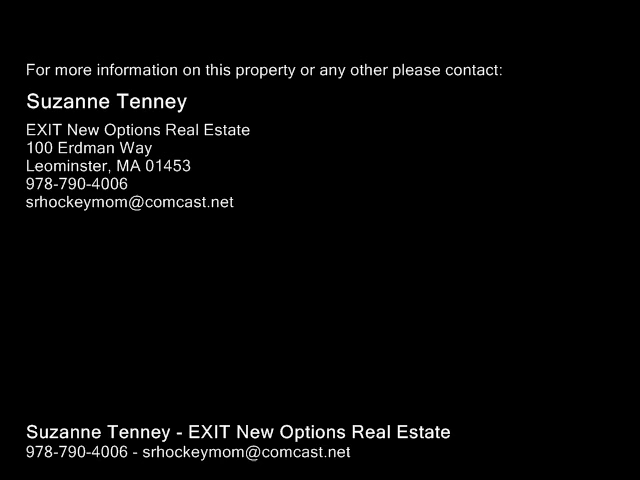 For more information on this property or any other please contact:
Suzanne Tenney
EXIT New Options Real Estate
100 Erdman Way
Leominster, MA 01453
978-790-4006
srhockeymom@comcast.net
Suzanne Tenney - EXIT New Options Real Estate
978-790-4006 - srhockeymom@comcast.net